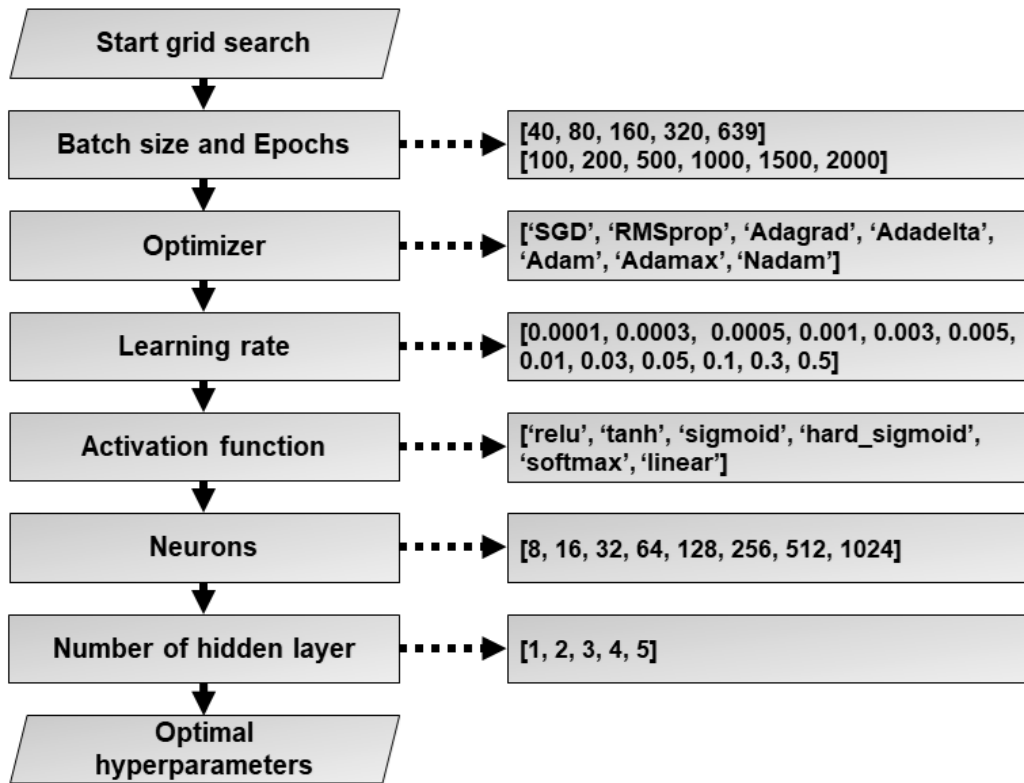 Start grid search
Batch size and Epochs
[40, 80, 160, 320, 639]
[100, 200, 500, 1000, 1500, 2000]
Optimizer
[‘SGD’, ‘RMSprop’, ‘Adagrad’, ‘Adadelta’,
‘Adam’, ‘Adamax’, ‘Nadam’]
Learning rate
[0.0001, 0.0003, 0.0005, 0.001, 0.003, 0.005,
0.01, 0.03, 0.05, 0.1, 0.3, 0.5]
Activation function
[‘relu’, ‘tanh’, ‘sigmoid’, ‘hard_sigmoid’,
‘softmax’, ‘linear’]
Neurons
[8, 16, 32, 64, 128, 256, 512, 1024]
Number of hidden layer
[1, 2, 3, 4, 5]
Optimal
hyperparameters